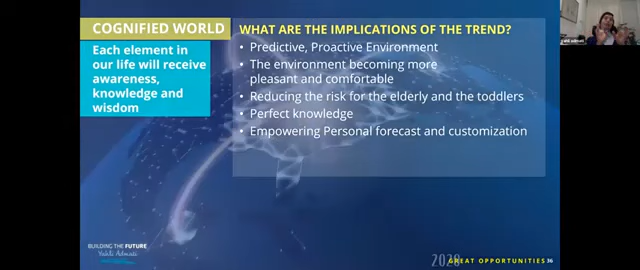 COGNIFIED WORLD
Each element in
our life will receive
awareness,
knowledge and
wisdom
WHAT ARE THE IMPLICATIONS OF THE TREND?
• Predictive, Proactive Environment
• The environment becoming more
pleasant and comfortable
• Reducing the risk for the elderly and the toddlers
• Perfect knowledge
• Empowering Personal forecast and customization
BUILDING THE FUTURE
Yahli Admati
GREAT OPPORTUNITIES 36